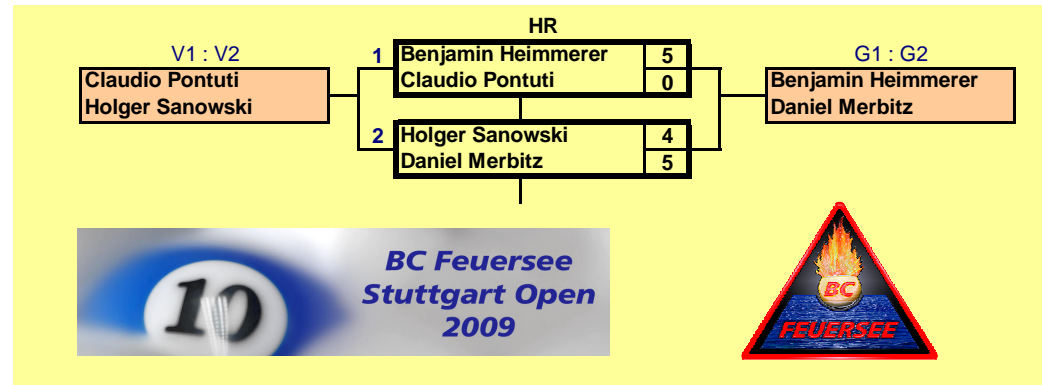 HR
V1 : V2
Claudio Pontuti
Holger Sanowski
1 Benjamin Heimmerer 5
Claudio Pontuti 0
2 Holger Sanowski 4
Daniel Merbitz 5
G1 : G2
Benjamin Heimmerer
Daniel Merbitz
10
BC Feuersee
Stuttgart Open
2009
BC
FEUERSEE